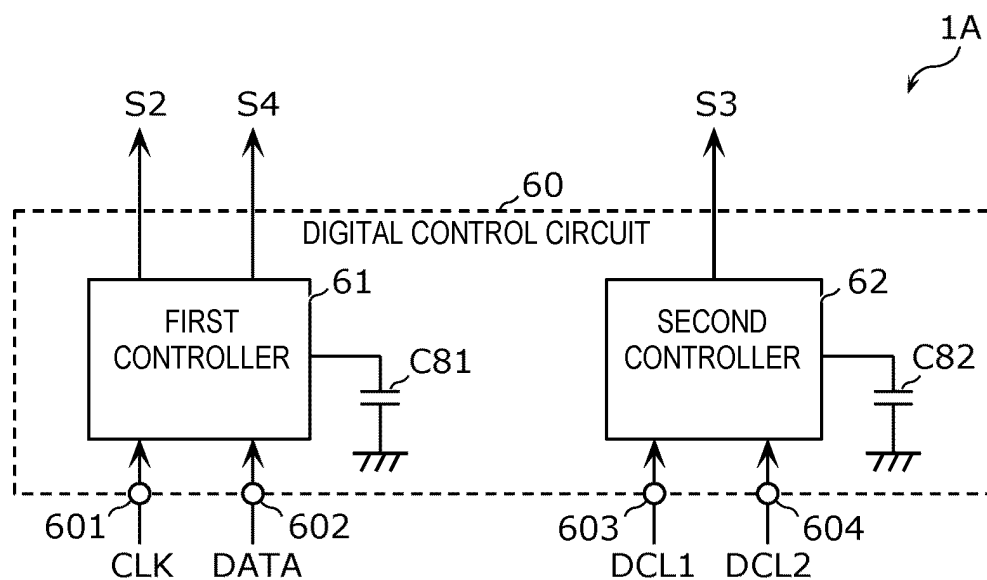 1A
S2 S4 S3
60
DIGITAL CONTROL CIRCUIT
61 62
FIRST CONTROLLER
SECOND CONTROLLER
C81 C82
601 602 603 604
CLK DATA DCL1 DCL2